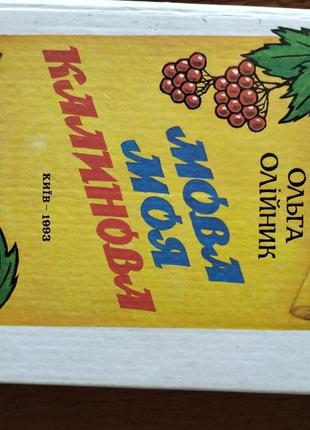 ОЛЬГА
ОЛІЙНИК
МОВА
МОЯ
КАЛИНОВА
КИЇВ – 1993